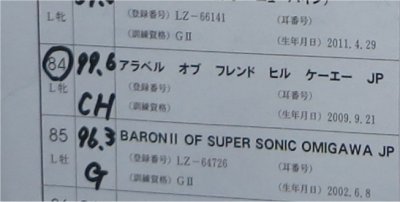 L牝 (登録番号) LZ-66141 (耳番号)
(訓練資格) GⅡ (生年月日) 2011.4.29
84 99.6 アラベル オブ フレンド ヒル ケーエー JP
L牝 (登録番号) (耳番号)
CH (訓練資格) (生年月日) 2009.9.21
85 96.3 BARONⅡ OF SUPER SONIC OMIGAWA JP
L牡 (登録番号) LZ-64726 (耳番号)
G (訓練資格) GⅡ (生年月日) 2002.6.8